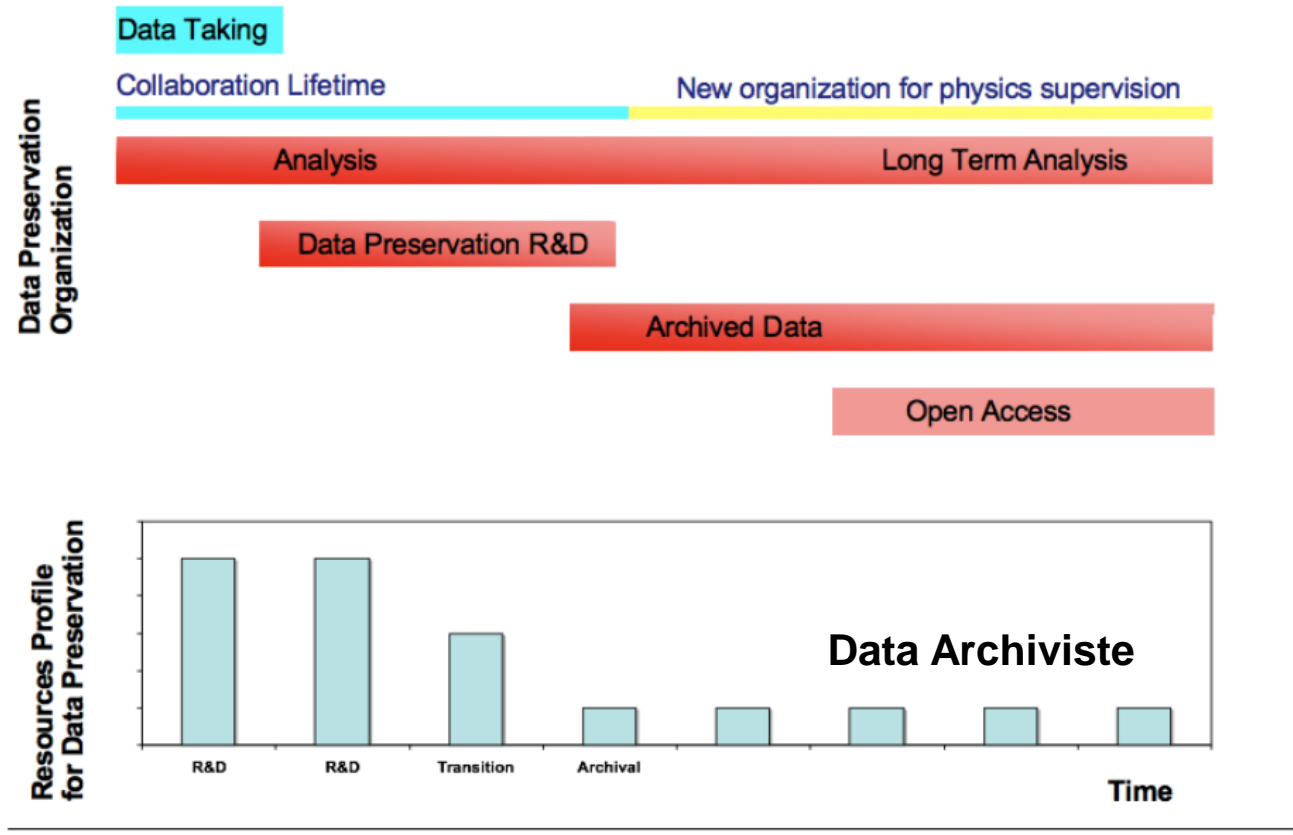 Data Taking
Collaboration Lifetime
New organization for physics supervision
Data Preservation
Organization
Analysis
Long Term Analysis
Data Preservation R&D
Archived Data
Open Access
Resources Profile
for Data Preservation
Data Archiviste
R&D
R&D
Transition
Archival
Time